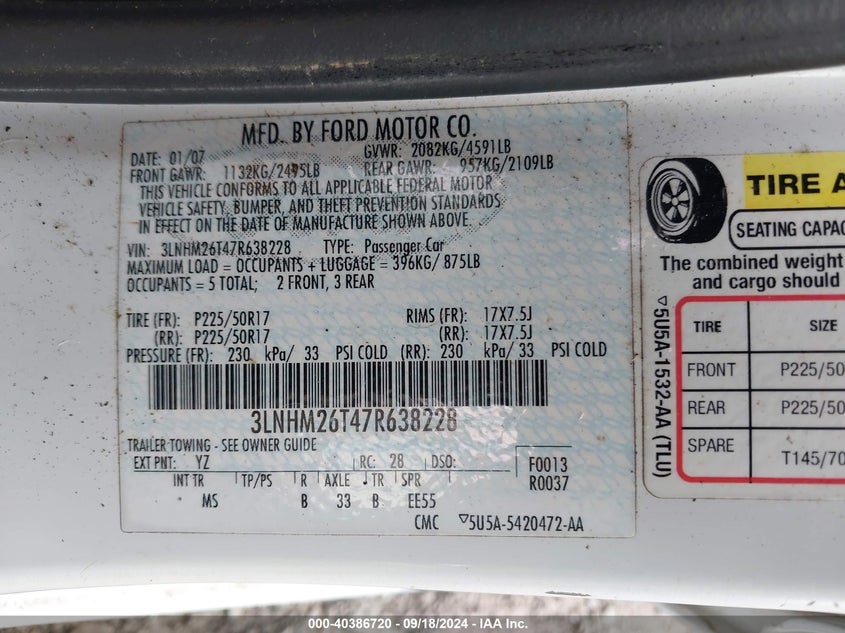 MFD. BY FORD MOTOR CO.
DATE: 01/07 GVWR: 2082KG/4591LB
FRONT GAWR: 1132KG/2495LB REAR GAWR: 957KG/2109LB
THIS VEHICLE CONFORMS TO ALL APPLICABLE FEDERAL MOTOR
VEHICLE SAFETY, BUMPER, AND THEFT PREVENTION STANDARDS
IN EFFECT ON THE DATE OF MANUFACTURE SHOWN ABOVE.
VIN: 3LNHM26T47R638228 TYPE: Passenger Car
MAXIMUM LOAD = OCCUPANTS + LUGGAGE = 396KG/ 875LB
OCCUPANTS = 5 TOTAL; 2 FRONT, 3 REAR
TIRE (FR): P225/50R17 RIMS (FR): 17X7.5J
(RR): P225/50R17 (RR): 17X7.5J
PRESSURE (FR): 230 kPa/ 33 PSI COLD (RR): 230 kPa/ 33 PSI COLD
3LNHM26T47R638228
TRAILER TOWING - SEE OWNER GUIDE
EXT PNT: YZ RC: 28 DSO: F0013
R0037
INT TR TP/PS R AXLE TR SPR
MS B 33 B EE55
CMC 5U5A-5420472-AA
TIRE A
SEATING CAPAC
The combined weight
and cargo should
TIRE SIZE
FRONT P225/50
REAR P225/50
SPARE T145/70
5U5A-1532-AA (TLU)
000-40386720 - 09/18/2024 - IAA Inc.